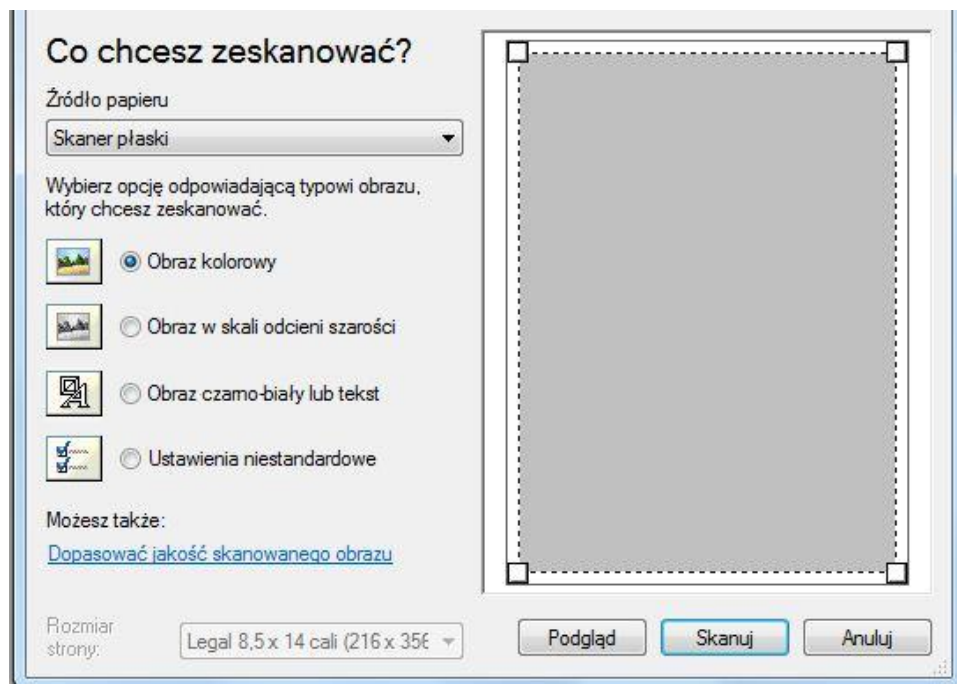 Co chcesz zeskanować?
Źródło papieru
Skaner płaski
Wybierz opcję odpowiadającą typowi obrazu,
który chcesz zeskanować.
Obraz kolorowy
Obraz w skali odcieni szarości
Obraz czarno-biały lub tekst
Ustawienia niestandardowe
Możesz także:
Dopasować jakość skanowanego obrazu
Rozmiar
strony:
Legal 8,5 x 14 cali (216 x 356
Podgląd
Skanuj
Anuluj